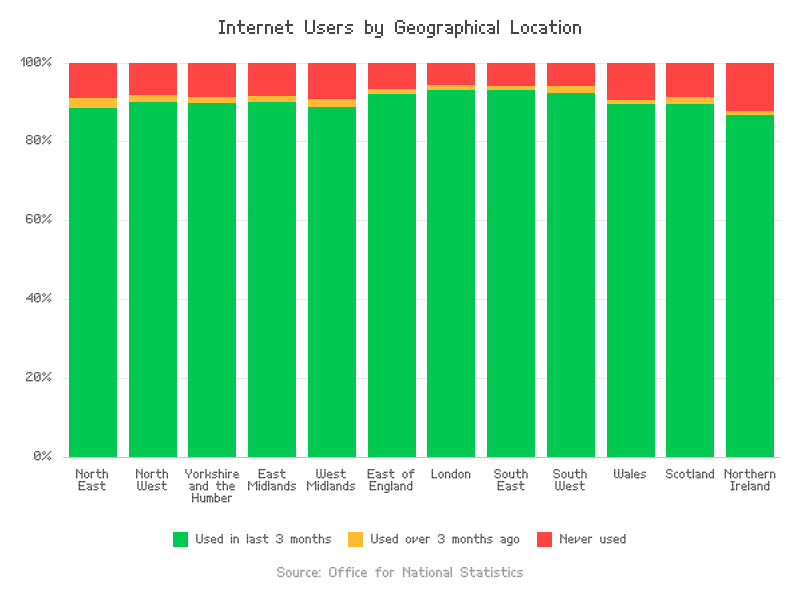 Internet Users by Geographical Location
100%
80%
60%
40%
20%
0%
North East
North West
Yorkshire and the Humber
East Midlands
West Midlands
East of England
London
South East
South West
Wales
Scotland
Northern Ireland
Used in last 3 months
Used over 3 months ago
Never used
Source: Office for National Statistics